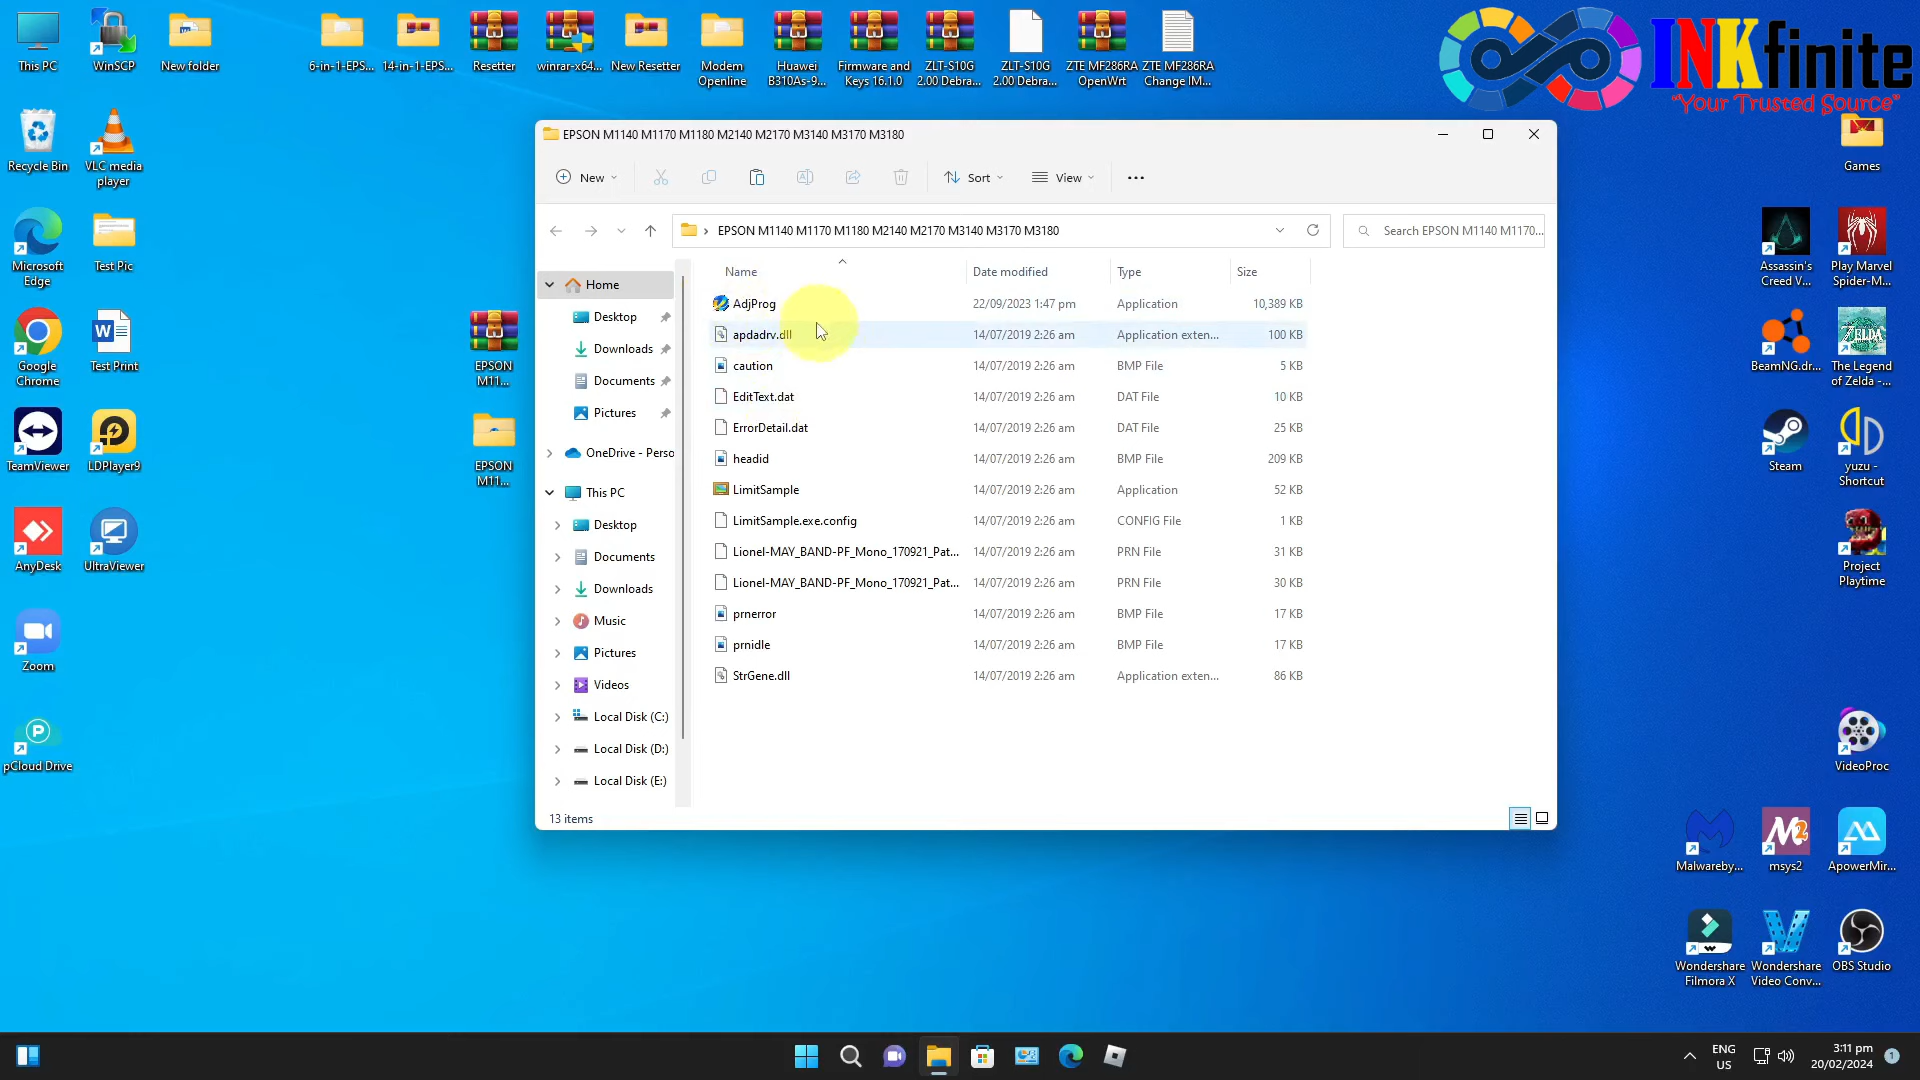 This PC
WinSCP
New folder
6-in-1-EPS...
14-in-1-EPS...
Resetter
winrar-x64...
New Resetter
Modem
Openline
Huawei
B310As-9...
Firmware and
Keys 16.1.0
ZLT-S10G
2.00 Debra...
ZLT-S10G
2.00 Debra...
ZTE MF286RA
OpenWrt
ZTE MF286RA
Change IM...
INKfinite
"Your Trusted Source"
Recycle Bin
VLC media
player
Microsoft
Edge
Test Pic
Google
Chrome
Test Print
TeamViewer
LDPlayer9
AnyDesk
UltraViewer
Zoom
P
pCloud Drive
EPSON
M11...
EPSON
M11...
EPSON M1140 M1170 M1180 M2140 M2170 M3140 M3170 M3180
New
Sort
View
EPSON M1140 M1170 M1180 M2140 M2170 M3140 M3170 M3180
Search EPSON M1140 M1170...
Home
Desktop
Downloads
Documents
Pictures
OneDrive - Perso
This PC
Desktop
Documents
Downloads
Music
Pictures
Videos
Local Disk (C:)
Local Disk (D:)
Local Disk (E:)
Name Date modified Type Size
AdjProg 22/09/2023 1:47 pm Application 10,389 KB
apdadrv.dll 14/07/2019 2:26 am Application exten... 100 KB
caution 14/07/2019 2:26 am BMP File 5 KB
EditText.dat 14/07/2019 2:26 am DAT File 10 KB
ErrorDetail.dat 14/07/2019 2:26 am DAT File 25 KB
headid 14/07/2019 2:26 am BMP File 209 KB
LimitSample 14/07/2019 2:26 am Application 52 KB
LimitSample.exe.config 14/07/2019 2:26 am CONFIG File 1 KB
Lionel-MAY_BAND-PF_Mono_170921_Pat... 14/07/2019 2:26 am PRN File 31 KB
Lionel-MAY_BAND-PF_Mono_170921_Pat... 14/07/2019 2:26 am PRN File 30 KB
prnerror 14/07/2019 2:26 am BMP File 17 KB
prnidle 14/07/2019 2:26 am BMP File 17 KB
StrGene.dll 14/07/2019 2:26 am Application exten... 86 KB
13 items
Games
Assassin's
Creed V...
Play Marvel
Spider-M...
BeamNG.dr...
ZELDA
The Legend
of Zelda -...
Steam
yuzu -
Shortcut
Project
Playtime
VideoProc
Malwareby...
M2
msys2
ApowerMir...
Wondershare
Filmora X
Wondershare
Video Conv...
OBS Studio
ENG
US
3:11 pm
20/02/2024
1